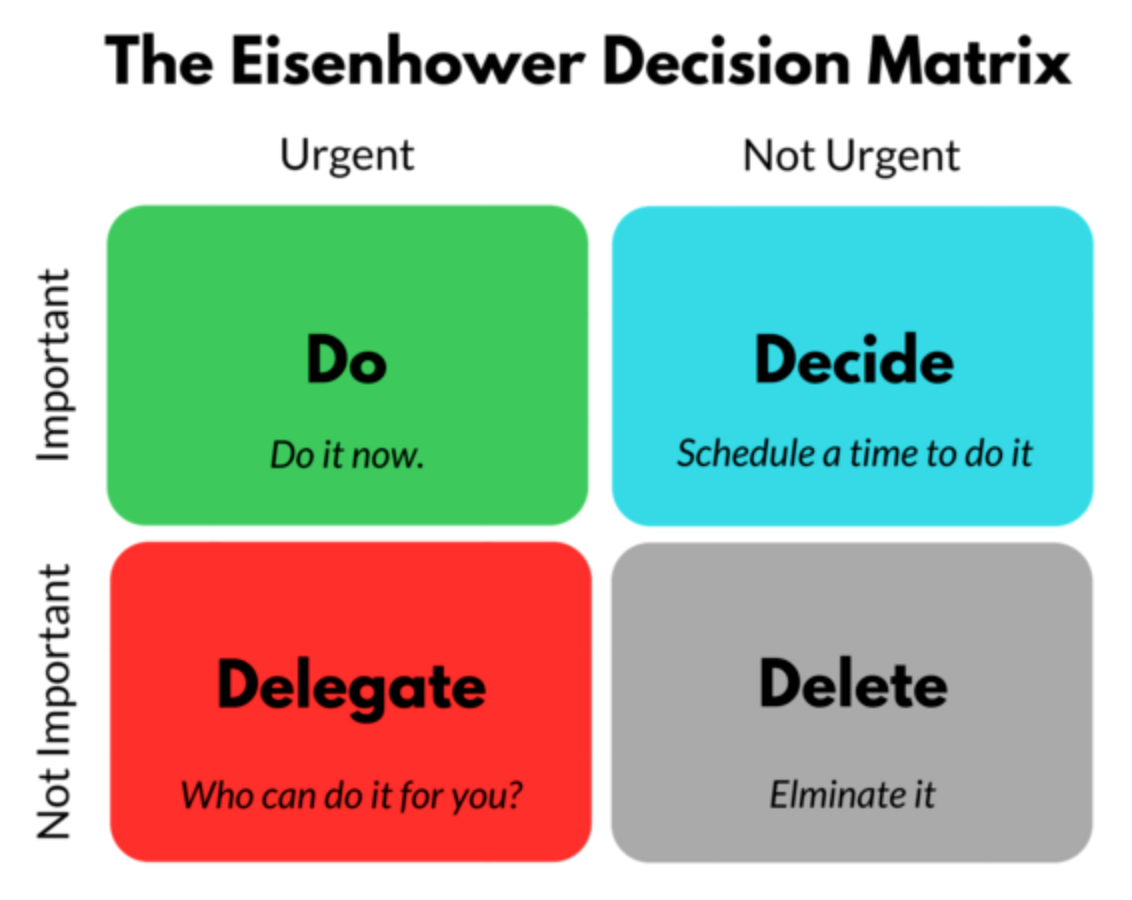 The Eisenhower Decision Matrix
Urgent
Not Urgent
Important
Do
Do it now.
Decide
Schedule a time to do it
Not Important
Delegate
Who can do it for you?
Delete
Elminate it